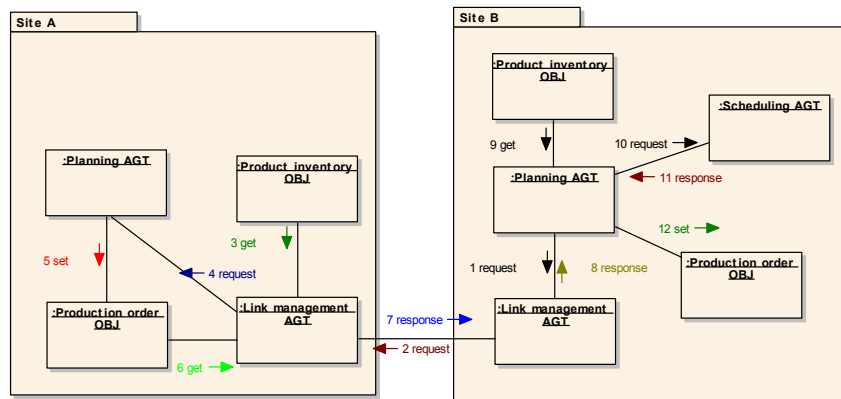 Site A
:Planning AGT
:Product inventory
OBJ
3 get
5 set
4 request
:Production order
OBJ
:Link management
AGT
6 get
7 response
2 request
Site B
:Product inventory
OBJ
:Scheduling AGT
9 get
10 request
11 response
:Planning AGT
12 set
1 request
8 response
:Production order
OBJ
:Link management
AGT